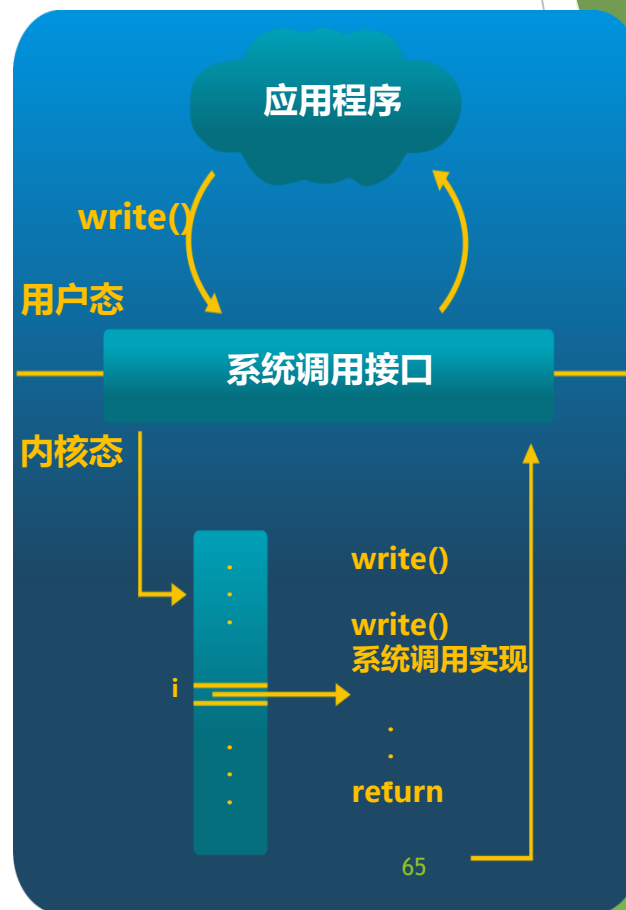 应用程序
write()
用户态
系统调用接口
内核态
write()
write()
系统调用实现
i
return
65